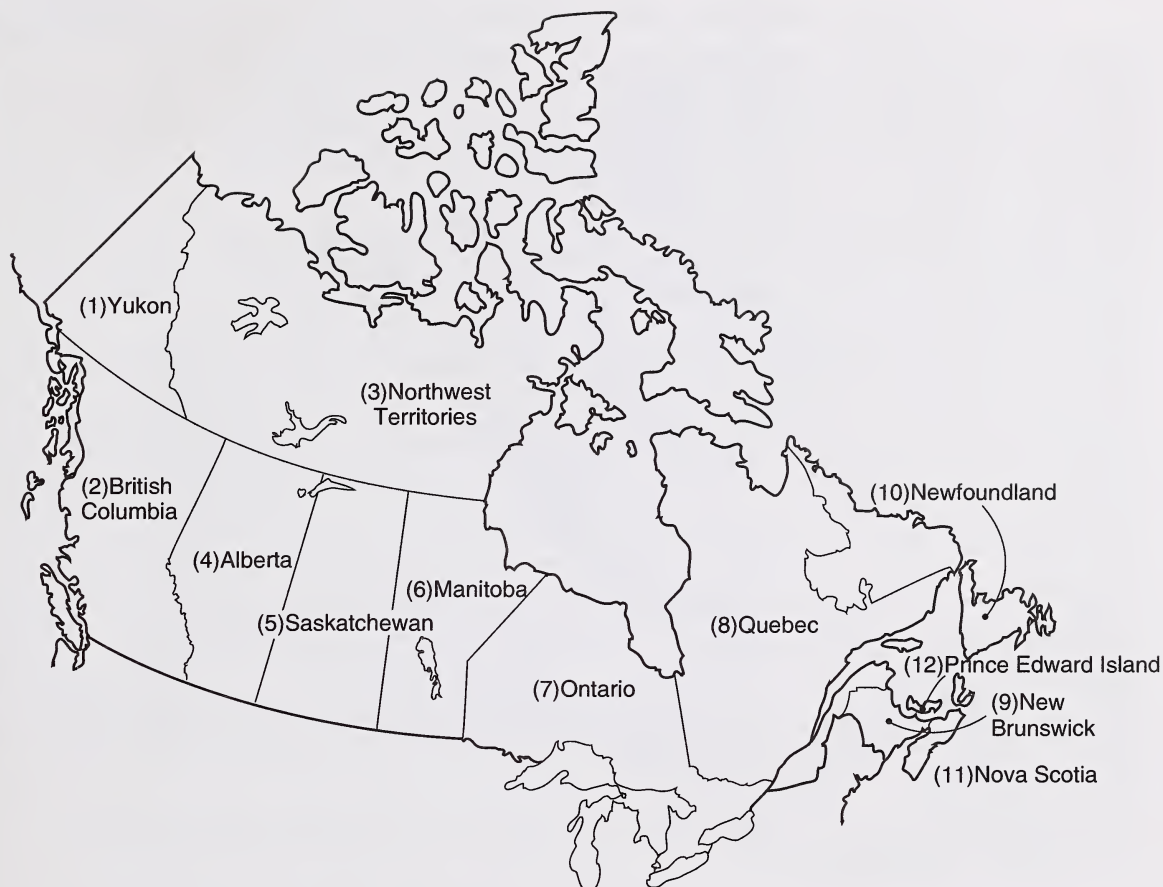 (1)Yukon
(3)Northwest
Territories
(2)British
Columbia
(10)Newfoundland
(4)Alberta
(6)Manitoba
(5)Saskatchewan
(8)Quebec
(12)Prince Edward Island
(7)Ontario
(9)New
Brunswick
(11)Nova Scotia